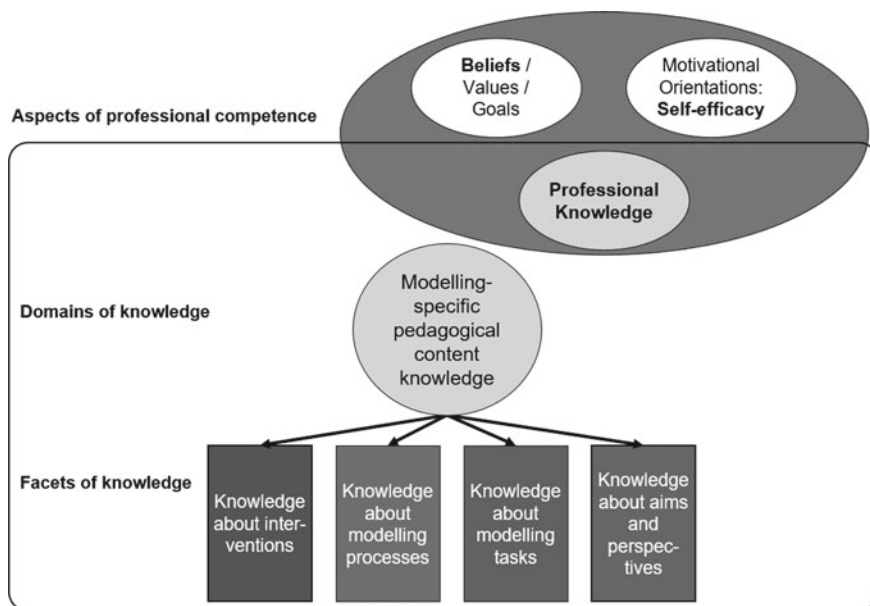 Beliefs /
Values /
Goals
Motivational
Orientations:
Self-efficacy
Aspects of professional competence
Professional
Knowledge
Domains of knowledge
Modelling-
specific
pedagogical
content
knowledge
Facets of knowledge
Knowledge
about inter-
ventions
Knowledge
about
modelling
processes
Knowledge
about
modelling
tasks
Knowledge
about aims
and
perspec-
tives